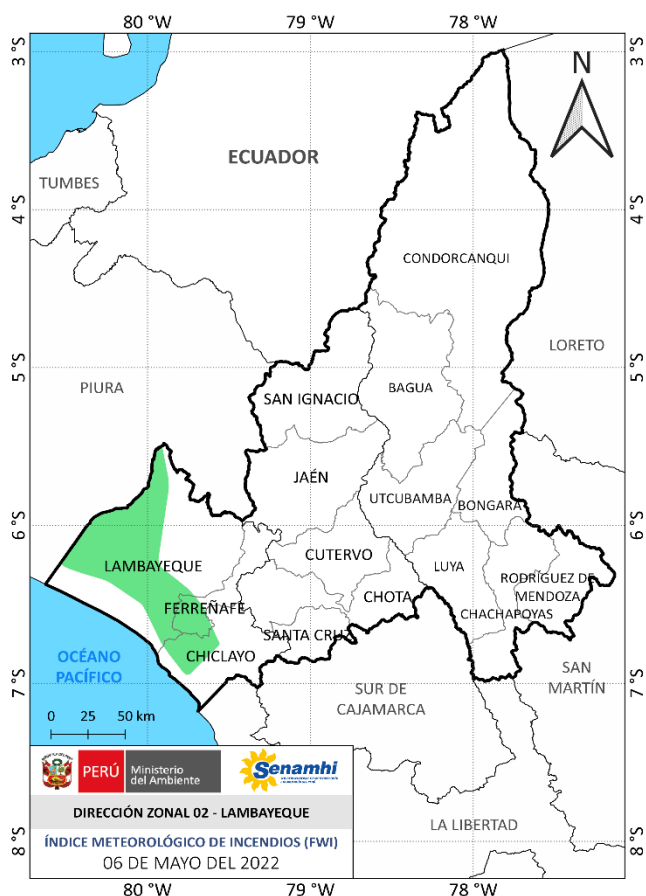 80 °W 79 °W 78 °W
3 °S 3 °S
N
ECUADOR
TUMBES
4 °S 4 °S
CONDORCANQUI
LORETO
5 °S 5 °S
PIURA
BAGUA
SAN IGNACIO
JAÉN
UTCUBAMBA
BONGARA
6 °S 6 °S
CUTERVO
LAMBAYEQUE
LUYA
RODRÍGUEZ DE
MENDOZA
CHOTA
FERREÑAFE
CHACHAPOYAS
SANTA CRUZ
CHICLAYO
OCÉANO
PACÍFICO
7 °S 7 °S
SAN
MARTÍN
SUR DE
CAJAMARCA
0 25 50 km
PERÚ
Ministerio
del Ambiente
Senamhi
DIRECCIÓN ZONAL 02 - LAMBAYEQUE
LA LIBERTAD
ÍNDICE METEOROLÓGICO DE INCENDIOS (FWI)
06 DE MAYO DEL 2022
8 °S 8 °S
80 °W 79 °W 78 °W